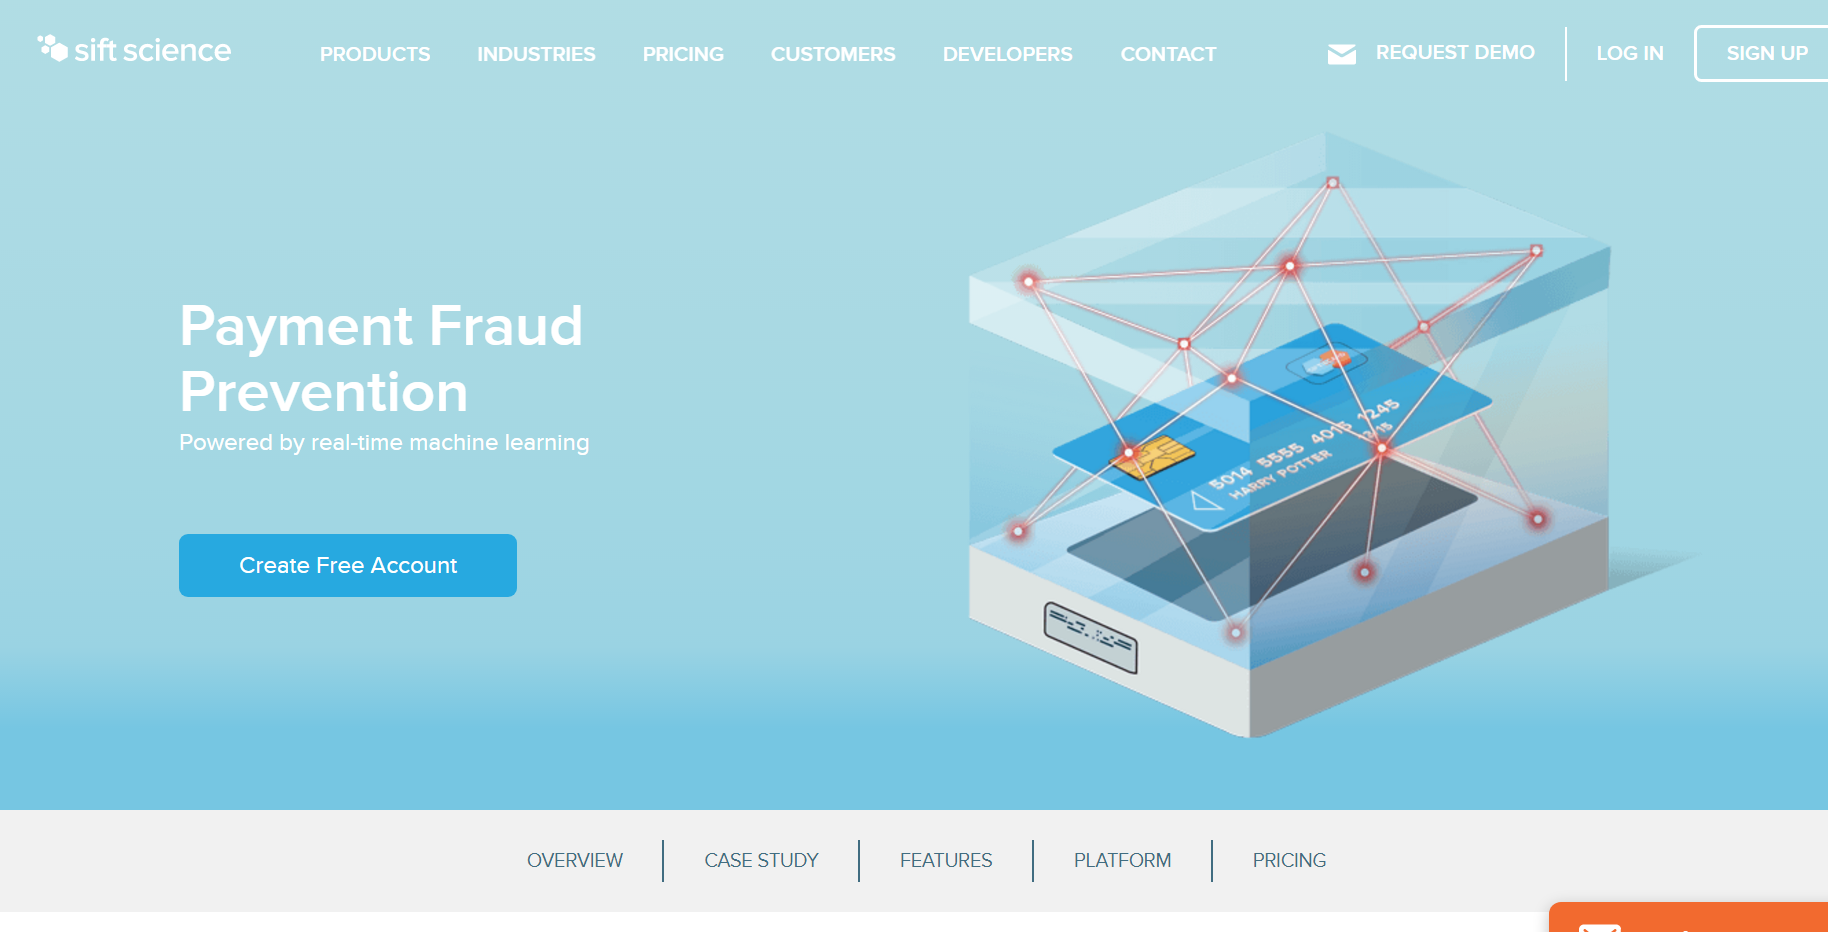 sift science
PRODUCTS
INDUSTRIES
PRICING
CUSTOMERS
DEVELOPERS
CONTACT
REQUEST DEMO
LOG IN
SIGN UP
Payment Fraud
Prevention
Powered by real-time machine learning
Create Free Account
5014 5555 4015 1245
12/15
HARRY POTTER
OVERVIEW
CASE STUDY
FEATURES
PLATFORM
PRICING